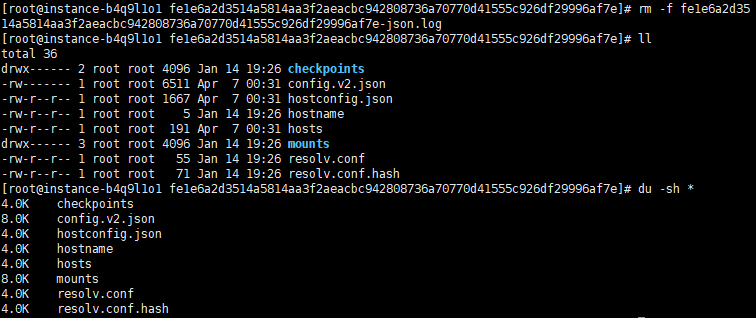 [root@instance-b4q9l1o1 fe1e6a2d3514a5814aa3f2aeacbc942808736a70770d41555c926df29996af7e]# rm -f fe1e6a2d35
14a5814aa3f2aeacbc942808736a70770d41555c926df29996af7e-json.log
[root@instance-b4q9l1o1 fe1e6a2d3514a5814aa3f2aeacbc942808736a70770d41555c926df29996af7e]# ll
total 36
drwx------ 2 root root 4096 Jan 14 19:26 checkpoints
-rw------- 1 root root 6511 Apr  7 00:31 config.v2.json
-rw-r--r-- 1 root root 1667 Apr  7 00:31 hostconfig.json
-rw-r--r-- 1 root root    5 Jan 14 19:26 hostname
-rw-r--r-- 1 root root  191 Apr  7 00:31 hosts
drwx------ 3 root root 4096 Jan 14 19:26 mounts
-rw-r--r-- 1 root root   55 Jan 14 19:26 resolv.conf
-rw-r--r-- 1 root root   71 Jan 14 19:26 resolv.conf.hash
[root@instance-b4q9l1o1 fe1e6a2d3514a5814aa3f2aeacbc942808736a70770d41555c926df29996af7e]# du -sh *
4.0K    checkpoints
8.0K    config.v2.json
4.0K    hostconfig.json
4.0K    hostname
4.0K    hosts
8.0K    mounts
4.0K    resolv.conf
4.0K    resolv.conf.hash